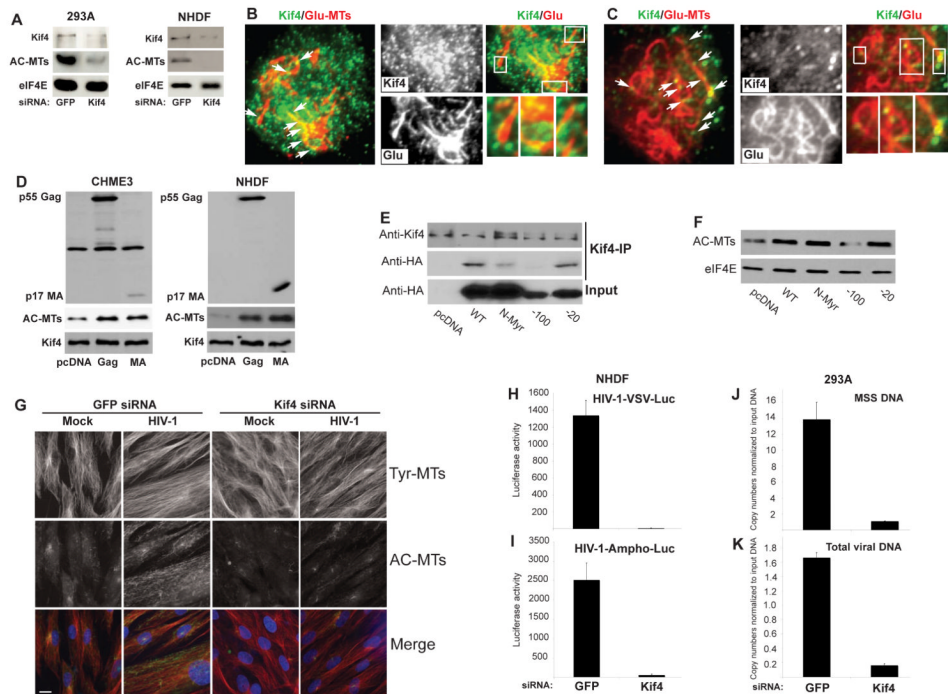 A
293A
NHDF
Kif4
AC-MTs
eIF4E
siRNA: GFP Kif4
Kif4
AC-MTs
eIF4E
siRNA: GFP Kif4
B
Kif4/Glu-MTs
Kif4/Glu
Kif4
Glu
C
Kif4/Glu-MTs
Kif4/Glu
Kif4
Glu
D
CHME3
p55 Gag
p17 MA
AC-MTs
Kif4
pcDNA Gag MA
NHDF
p55 Gag
p17 MA
AC-MTs
Kif4
pcDNA Gag MA
E
Anti-Kif4
Anti-HA
Kif4-IP
Anti-HA
Input
pcDNA WT N-Myr -100 -20
F
AC-MTs
eIF4E
pcDNA WT N-Myr -100 -20
G
GFP siRNA Kif4 siRNA
Mock HIV-1 Mock HIV-1
Tyr-MTs
AC-MTs
Merge
NHDF
H
HIV-1-VSV-Luc
Luciferase activity
1600
1400
1200
1000
800
600
400
200
I
HIV-1-Ampho-Luc
Luciferase activity
3500
3000
2500
2000
1500
1000
500
0
siRNA: GFP Kif4
293A
J
MSS DNA
Copy numbers normalized to input DNA
16
14
12
10
8
6
4
2
K
Total viral DNA
Copy numbers normalized to input DNA
1.8
1.6
1.4
1.2
1.0
0.8
0.6
0.4
0.2
siRNA: GFP Kif4